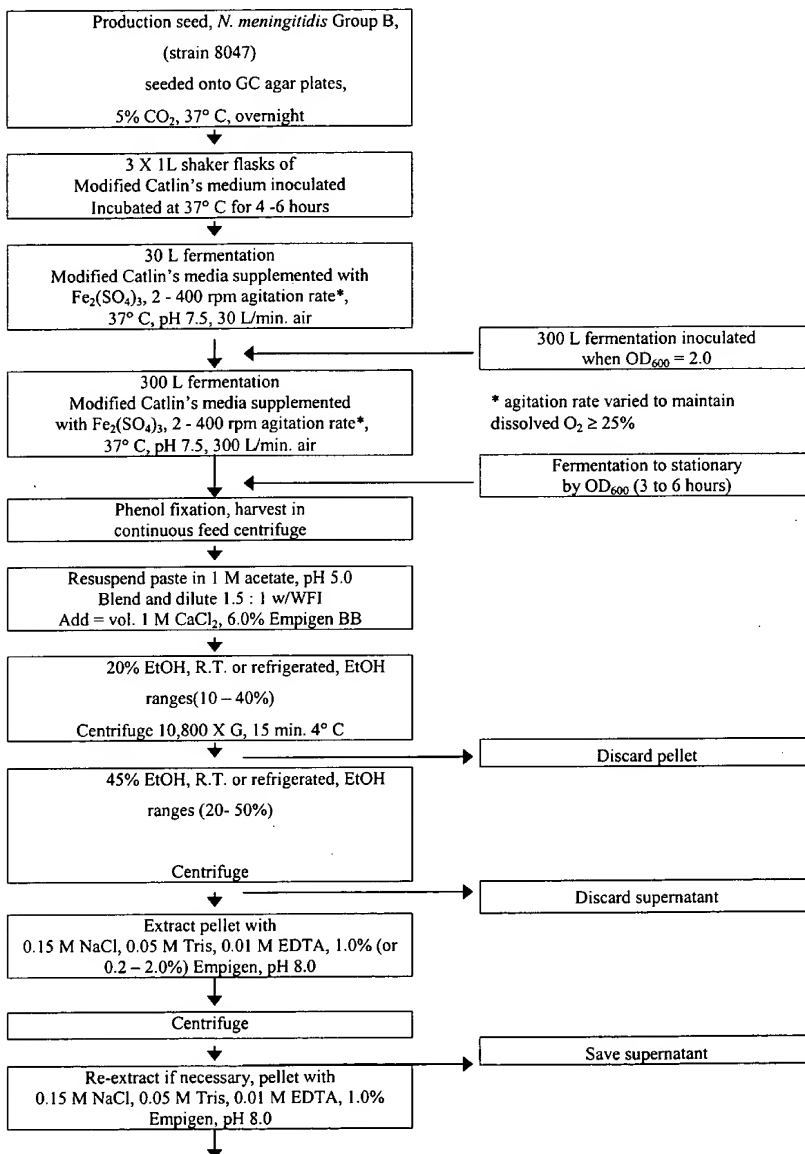 Production seed, N. meningitidis Group B,
(strain 8047)
seeded onto GC agar plates,
5% CO₂, 37° C, overnight
3 X 1L shaker flasks of
Modified Catlin's medium inoculated
Incubated at 37° C for 4 -6 hours
30 L fermentation
Modified Catlin's media supplemented with
Fe₂(SO₄)₃, 2 - 400 rpm agitation rate*,
37° C, pH 7.5, 30 L/min. air
300 L fermentation inoculated
when OD₆₀₀ = 2.0
300 L fermentation
Modified Catlin's media supplemented
with Fe₂(SO₄)₃, 2 - 400 rpm agitation rate*,
37° C, pH 7.5, 300 L/min. air
* agitation rate varied to maintain
dissolved O₂ ≥ 25%
Fermentation to stationary
by OD₆₀₀ (3 to 6 hours)
Phenol fixation, harvest in
continuous feed centrifuge
Resuspend paste in 1 M acetate, pH 5.0
Blend and dilute 1.5 : 1 w/WFI
Add = vol. 1 M CaCl₂, 6.0% Empigen BB
20% EtOH, R.T. or refrigerated, EtOH
ranges(10 – 40%)
Centrifuge 10,800 X G, 15 min. 4° C
Discard pellet
45% EtOH, R.T. or refrigerated, EtOH
ranges (20- 50%)
Centrifuge
Discard supernatant
Extract pellet with
0.15 M NaCl, 0.05 M Tris, 0.01 M EDTA, 1.0% (or
0.2 – 2.0%) Empigen, pH 8.0
Centrifuge
Save supernatant
Re-extract if necessary, pellet with
0.15 M NaCl, 0.05 M Tris, 0.01 M EDTA, 1.0%
Empigen, pH 8.0